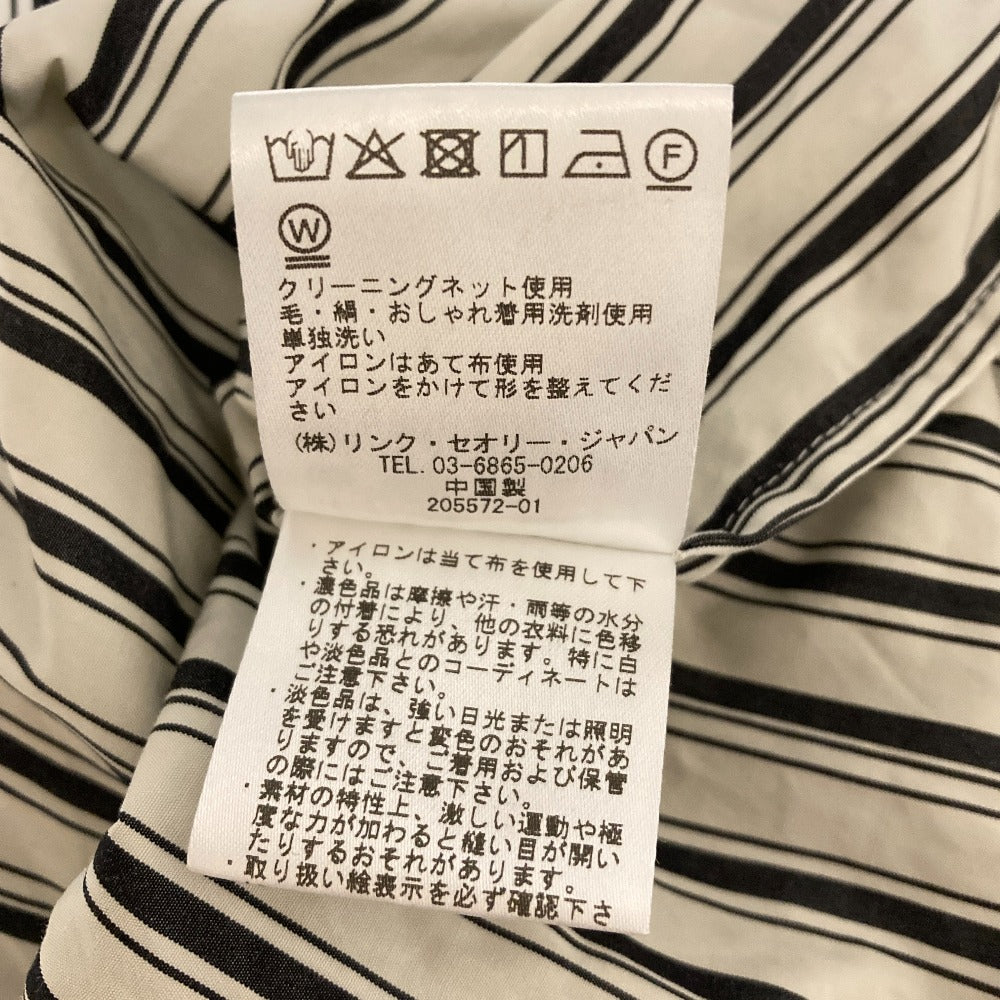 F
W
クリーニングネット使用
毛・絹・おしゃれ着用洗剤使用
単独洗い
アイロンはあて布使用
アイロンをかけて形を整えてくだ
さい
(株)リンク・セオリー・ジャパン
TEL. 03-6865-0206
中国製
205572-01
・アイロンは当て布を使用して下
さい。
・濃色品は摩擦や汗・雨等の水分
の付着により、他の衣料に色移
りする恐れがあります。特に白
や淡色品とのコーディネートは
ご注意下さい。
・淡色品は、強い日光または照明
を受けますと変色のおそれがあ
りますので、ご着用および保管
の際にはご注意下さい。
・素材の特性上、激しい運動や極
度な力が加わると縫い目が開い
たりするおそれがあります。
・取り扱い絵表示を必ず確認下さ